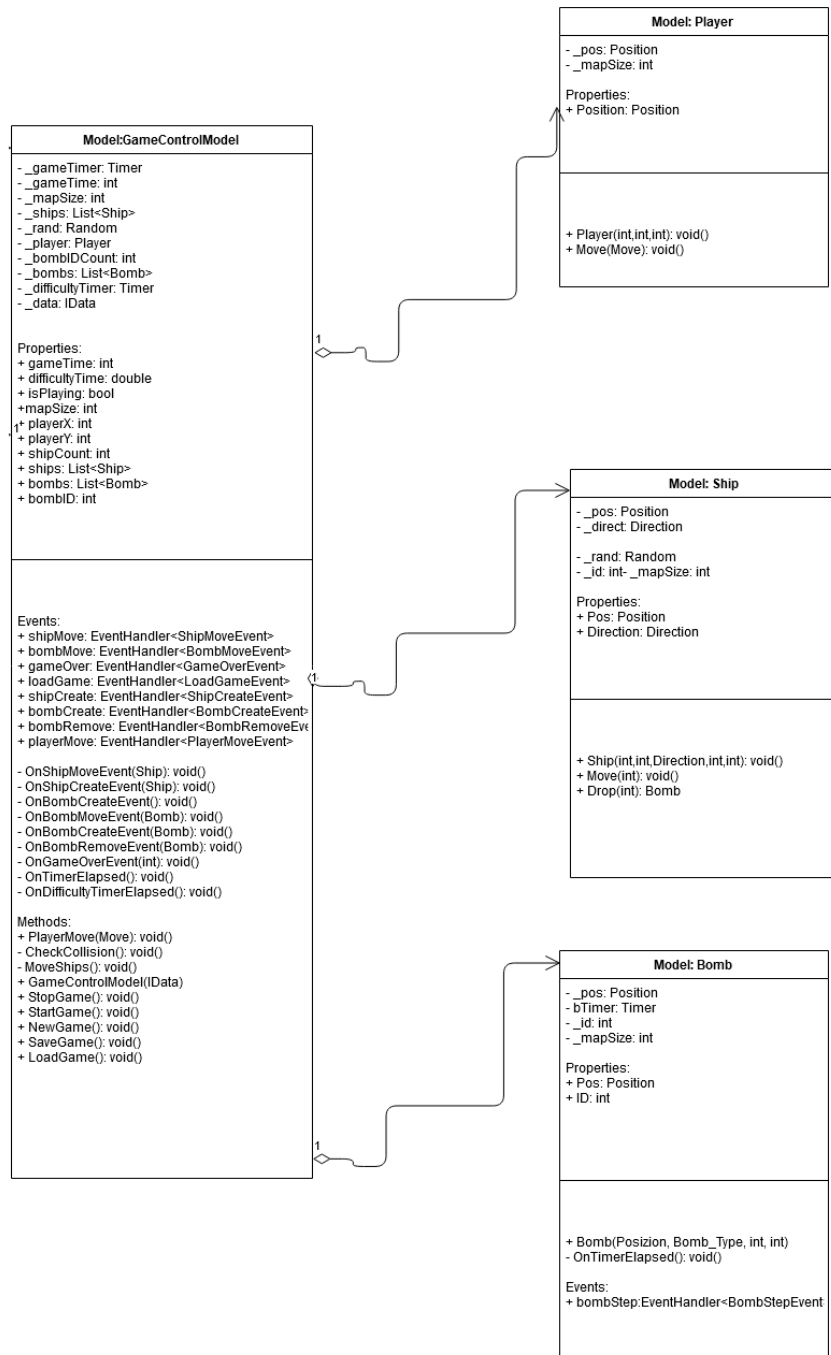 Model: Player
- _pos: Position
- _mapSize: int
Properties:
+ Position: Position
+ Player(int,int,int): void()
+ Move(Move): void()
Model:GameControlModel
- _gameTimer: Timer
- _gameTime: int
- _mapSize: int
- _ships: List<Ship>
- _rand: Random
- _player: Player
- _bombIDCount: int
- _bombs: List<Bomb>
- _difficultyTimer: Timer
- _data: IData
Properties:
+ gameTime: int
+ difficultyTime: double
+ isPlaying: bool
+mapSize: int
+ playerX: int
+ playerY: int
+ shipCount: int
+ ships: List<Ship>
+ bombs: List<Bomb>
+ bombID: int
1
1
Events:
+ shipMove: EventHandler<ShipMoveEvent>
+ bombMove: EventHandler<BombMoveEvent>
+ gameOver: EventHandler<GameOverEvent>
+ loadGame: EventHandler<LoadGameEvent>
+ shipCreate: EventHandler<ShipCreateEvent>
+ bombCreate: EventHandler<BombCreateEvent>
+ bombRemove: EventHandler<BombRemoveEve
+ playerMove: EventHandler<PlayerMoveEvent>
- OnShipMoveEvent(Ship): void()
- OnShipCreateEvent(Ship): void()
- OnBombCreateEvent(): void()
- OnBombMoveEvent(Bomb): void()
- OnBombCreateEvent(Bomb): void()
- OnBombRemoveEvent(Bomb): void()
- OnGameOverEvent(int): void()
- OnTimerElapsed(): void()
- OnDifficultyTimerElapsed(): void()
Methods:
+ PlayerMove(Move): void()
- CheckCollision(): void()
- MoveShips(): void()
+ GameControlModel(IData)
+ StopGame(): void()
+ StartGame(): void()
+ NewGame(): void()
+ SaveGame(): void()
+ LoadGame(): void()
1
1
Model: Ship
- _pos: Position
- _direct: Direction
- _rand: Random
- _id: int- _mapSize: int
Properties:
+ Pos: Position
+ Direction: Direction
+ Ship(int,int,Direction,int,int): void()
+ Move(int): void()
+ Drop(int): Bomb
Model: Bomb
- _pos: Position
- bTimer: Timer
- _id: int
- _mapSize: int
Properties:
+ Pos: Position
+ ID: int
+ Bomb(Posizion, Bomb_Type, int, int)
- OnTimerElapsed(): void()
Events:
+ bombStep:EventHandler<BombStepEvent